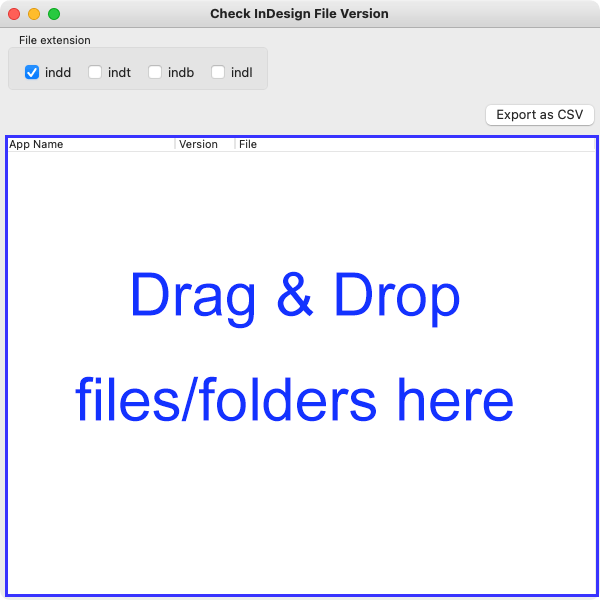 Check InDesign File Version
File extension
indd indt indb indl
Export as CSV
App Name Version File
Drag & Drop
files/folders here